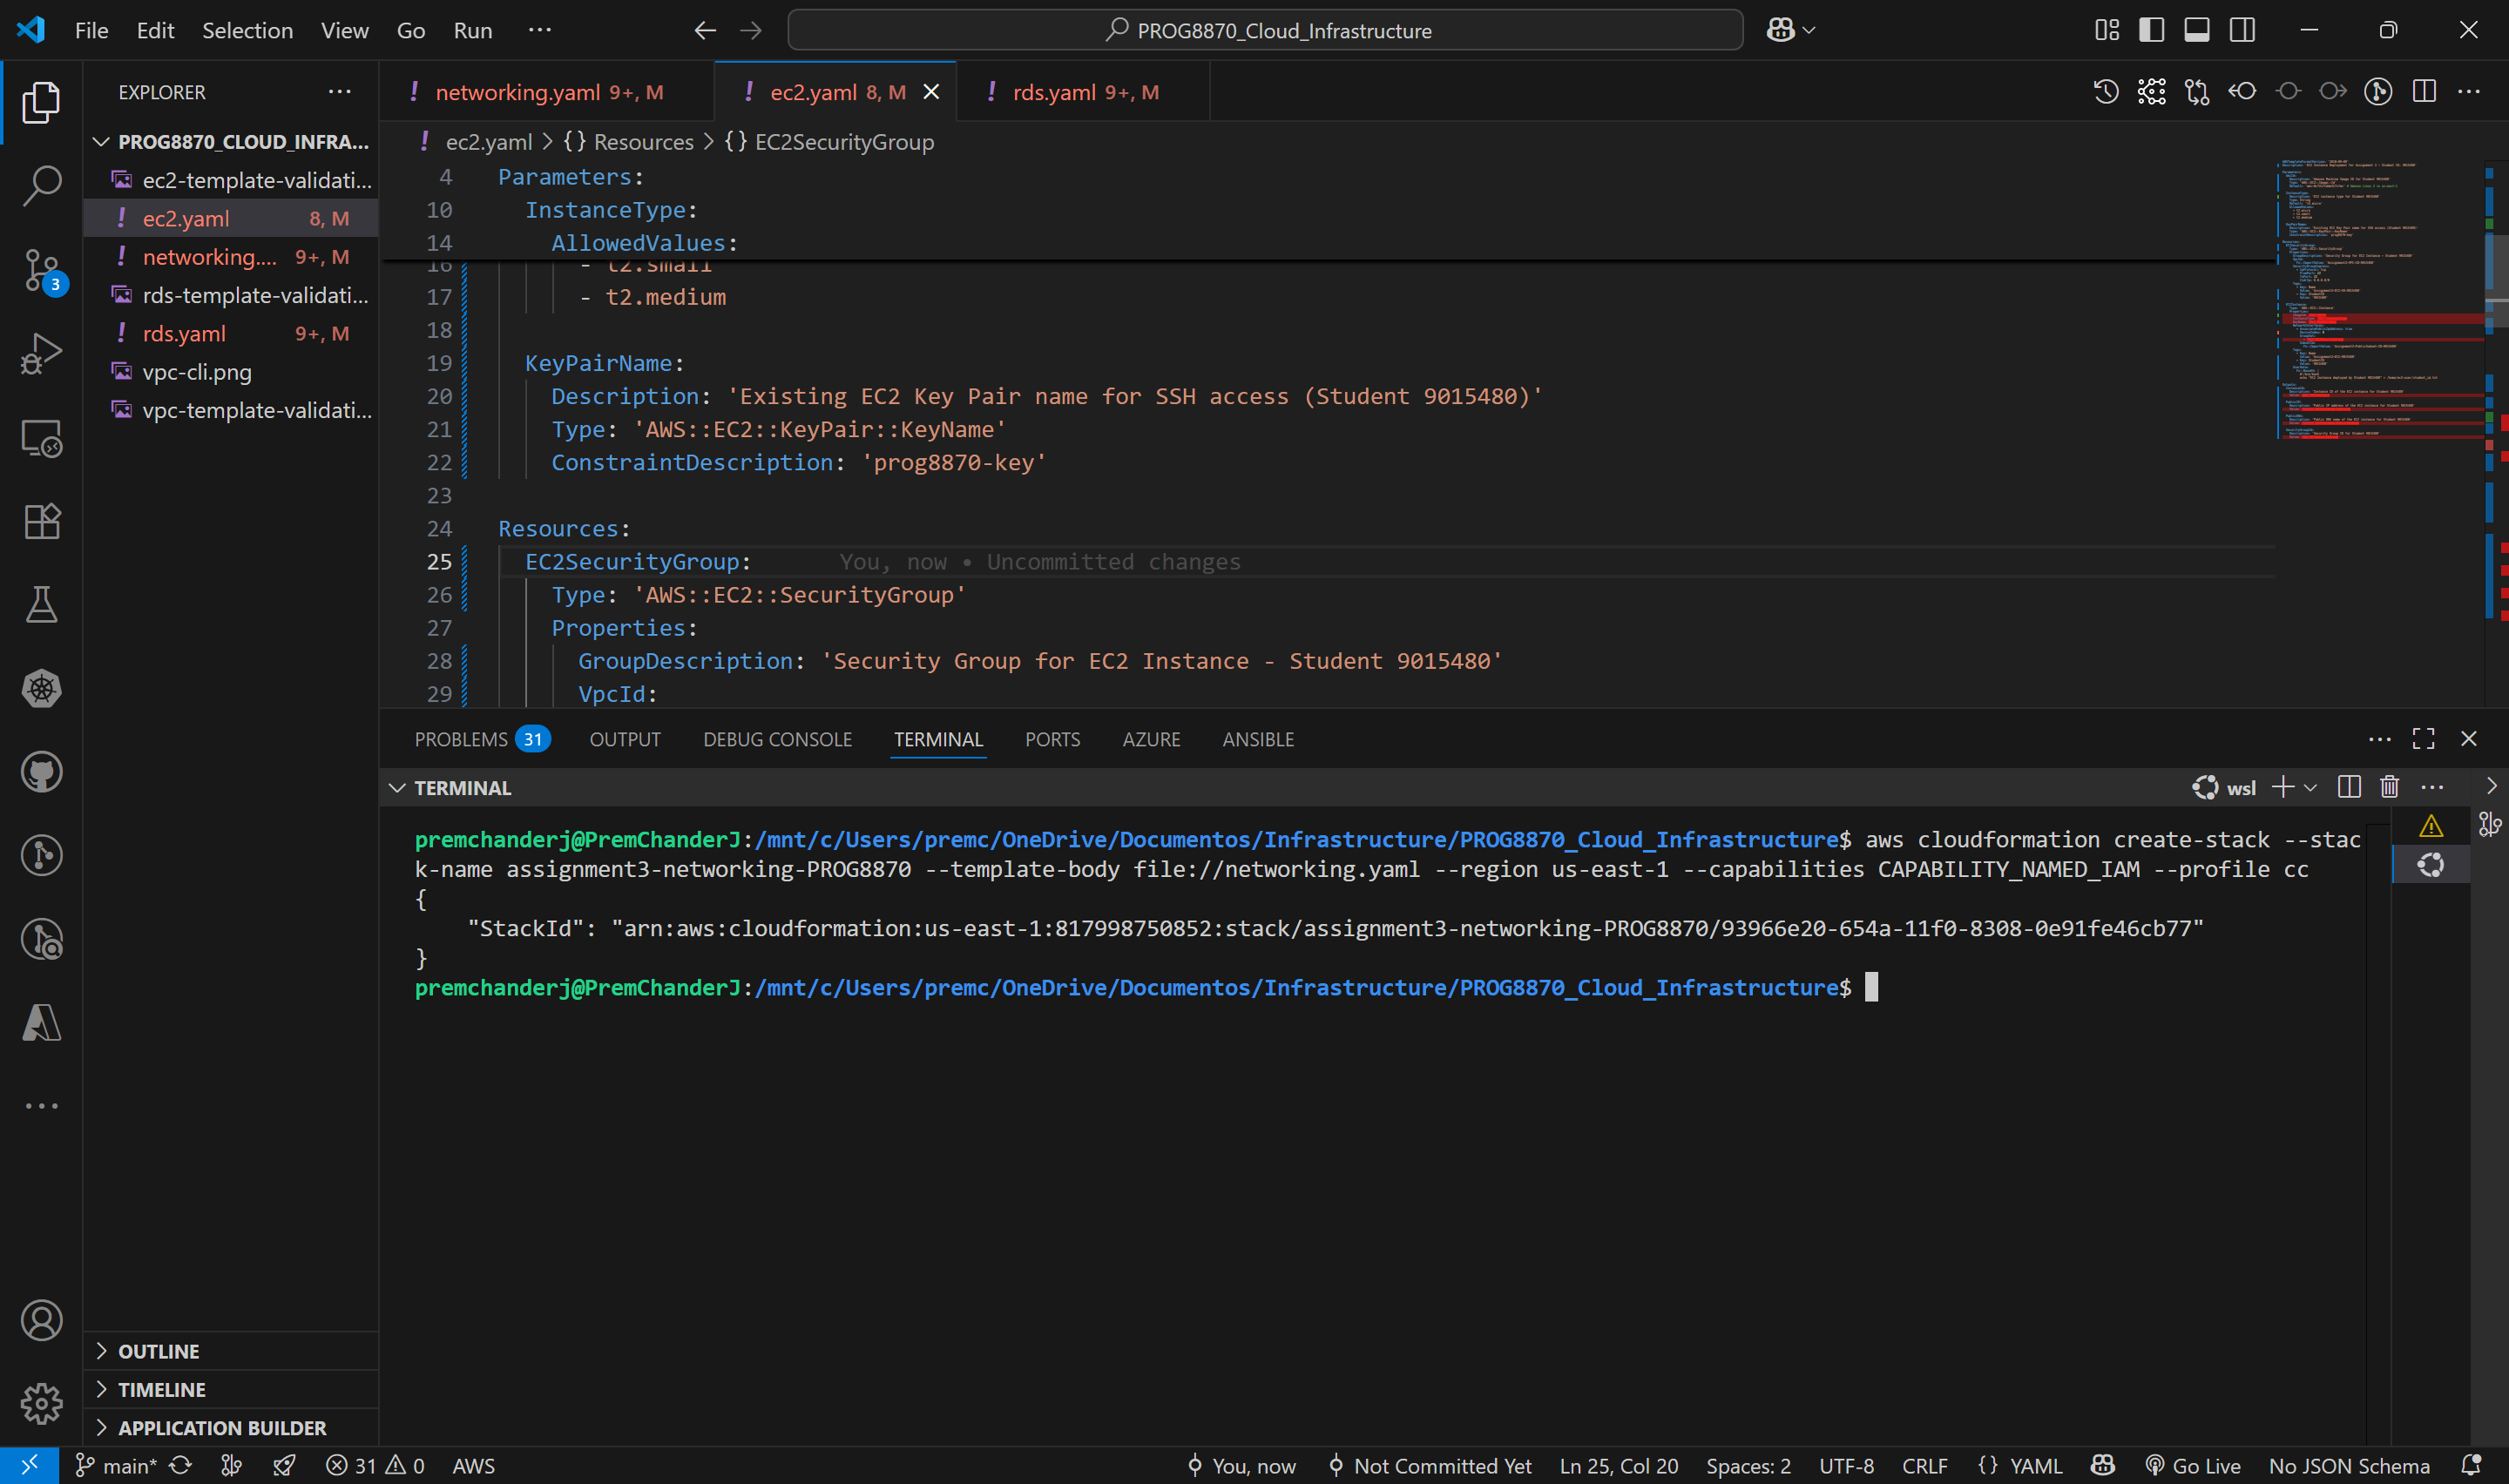 File Edit Selection View Go Run ··· PROG8870_Cloud_Infrastructure
EXPLORER ···
PROG8870_CLOUD_INFRA...
ec2-template-validati...
ec2.yaml 8, M
networking.... 9+, M
rds-template-validati...
rds.yaml 9+, M
vpc-cli.png
vpc-template-validati...
3
OUTLINE
TIMELINE
APPLICATION BUILDER
! networking.yaml 9+, M ! ec2.yaml 8, M ! rds.yaml 9+, M
! ec2.yaml > {} Resources > {} EC2SecurityGroup
4 Parameters:
10 InstanceType:
14 AllowedValues:
16 - t2.small
17 - t2.medium
18
19 KeyPairName:
20 Description: 'Existing EC2 Key Pair name for SSH access (Student 9015480)'
21 Type: 'AWS::EC2::KeyPair::KeyName'
22 ConstraintDescription: 'prog8870-key'
23
24 Resources:
25 EC2SecurityGroup: You, now • Uncommitted changes
26 Type: 'AWS::EC2::SecurityGroup'
27 Properties:
28 GroupDescription: 'Security Group for EC2 Instance - Student 9015480'
29 VpcId:
PROBLEMS 31 OUTPUT DEBUG CONSOLE TERMINAL PORTS AZURE ANSIBLE
TERMINAL wsl
premchanderj@PremChanderJ:/mnt/c/Users/premc/OneDrive/Documentos/Infrastructure/PROG8870_Cloud_Infrastructure$ aws cloudformation create-stack --stac
k-name assignment3-networking-PROG8870 --template-body file://networking.yaml --region us-east-1 --capabilities CAPABILITY_NAMED_IAM --profile cc
{
"StackId": "arn:aws:cloudformation:us-east-1:817998750852:stack/assignment3-networking-PROG8870/93966e20-654a-11f0-8308-0e91fe46cb77"
}
premchanderj@PremChanderJ:/mnt/c/Users/premc/OneDrive/Documentos/Infrastructure/PROG8870_Cloud_Infrastructure$
main* 31 0 AWS You, now Not Committed Yet Ln 25, Col 20 Spaces: 2 UTF-8 CRLF {} YAML Go Live No JSON Schema